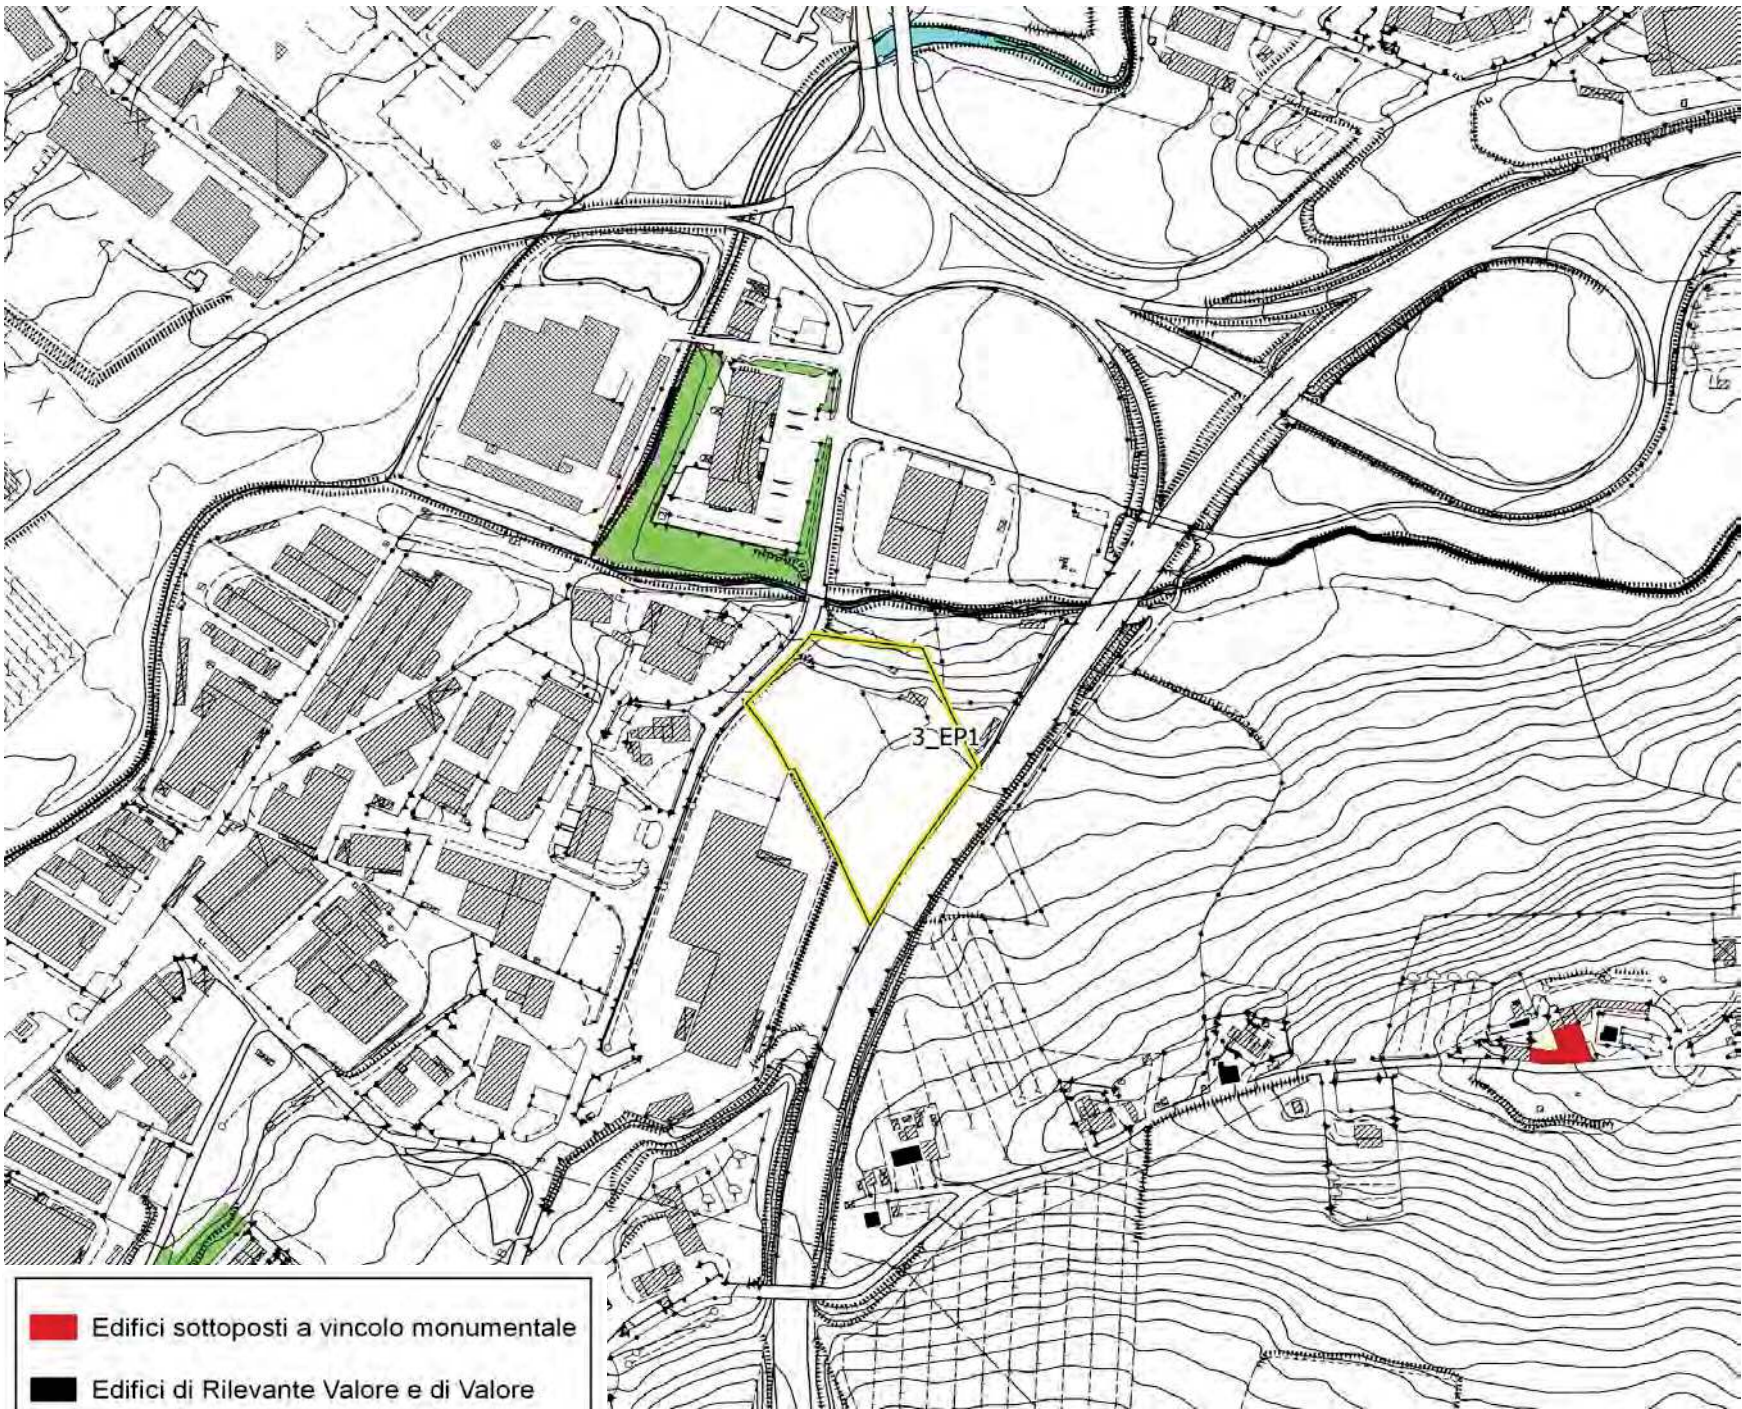 3_EP1
Edifici sottoposti a vincolo monumentale
Edifici di Rilevante Valore e di Valore